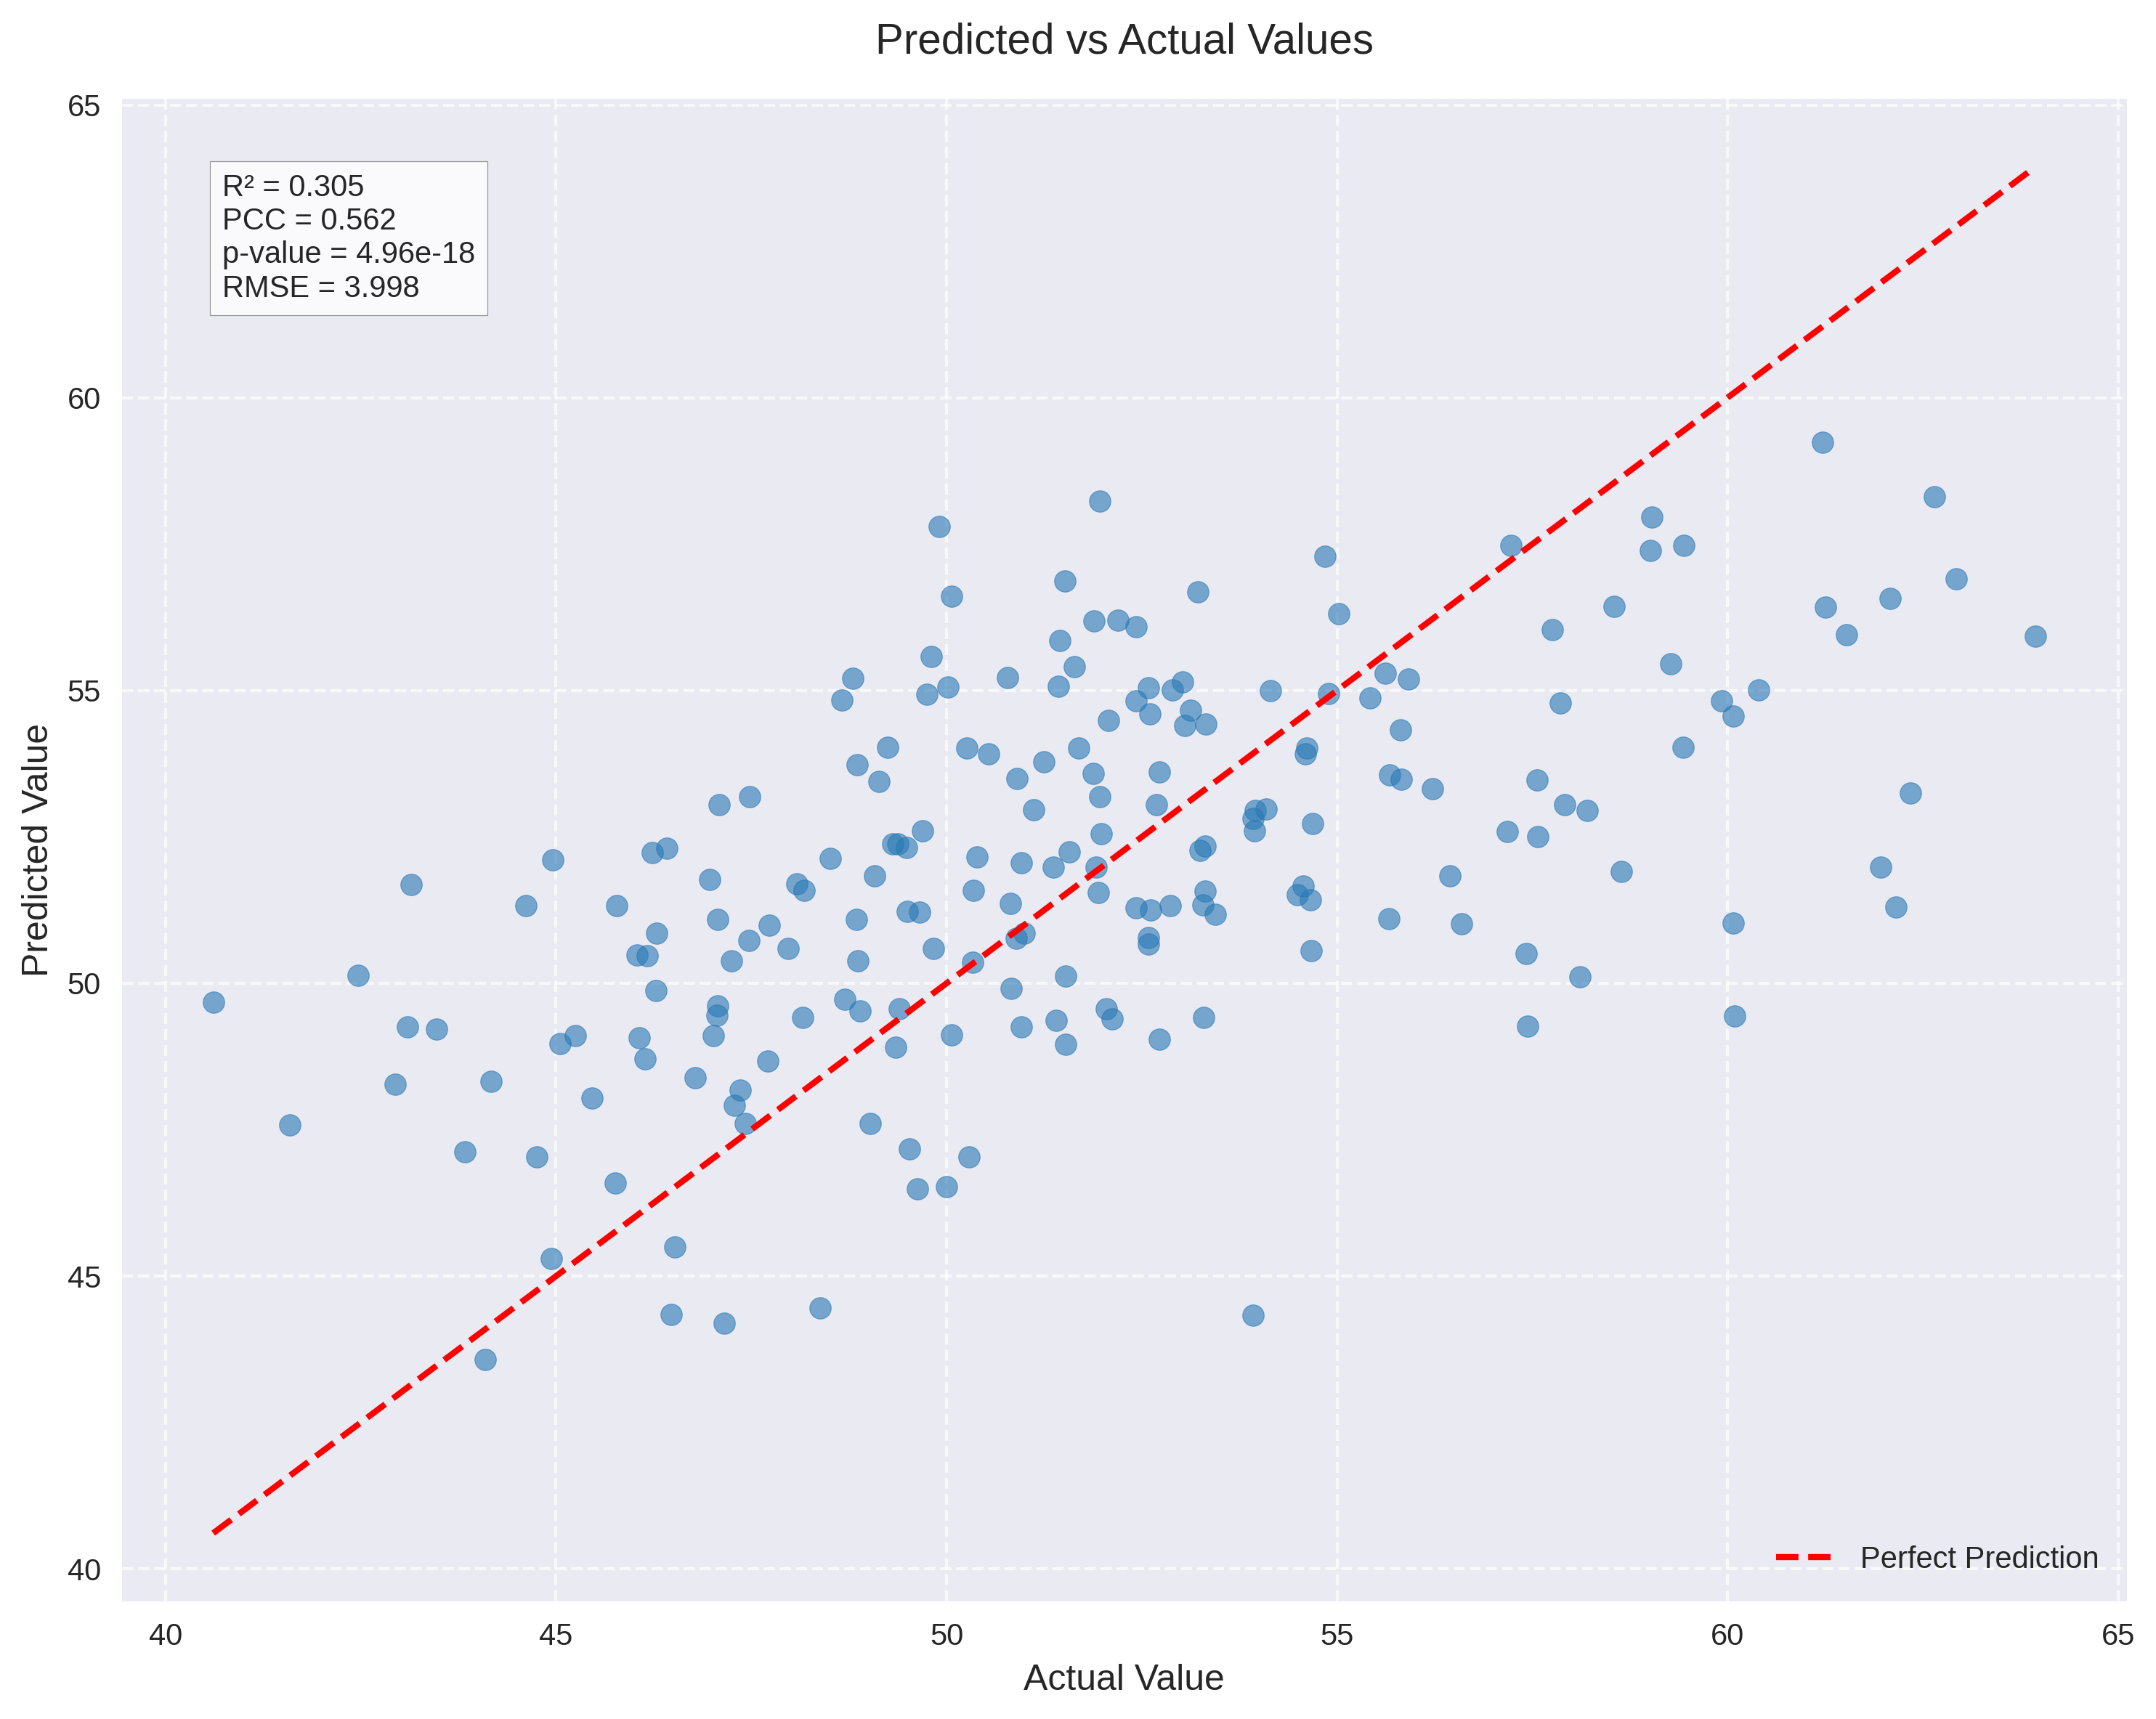 Predicted vs Actual Values
65
60
55
50
45
40
Predicted Value
R² = 0.305
PCC = 0.562
p-value = 4.96e-18
RMSE = 3.998
Perfect Prediction
40 45 50 55 60 65
Actual Value